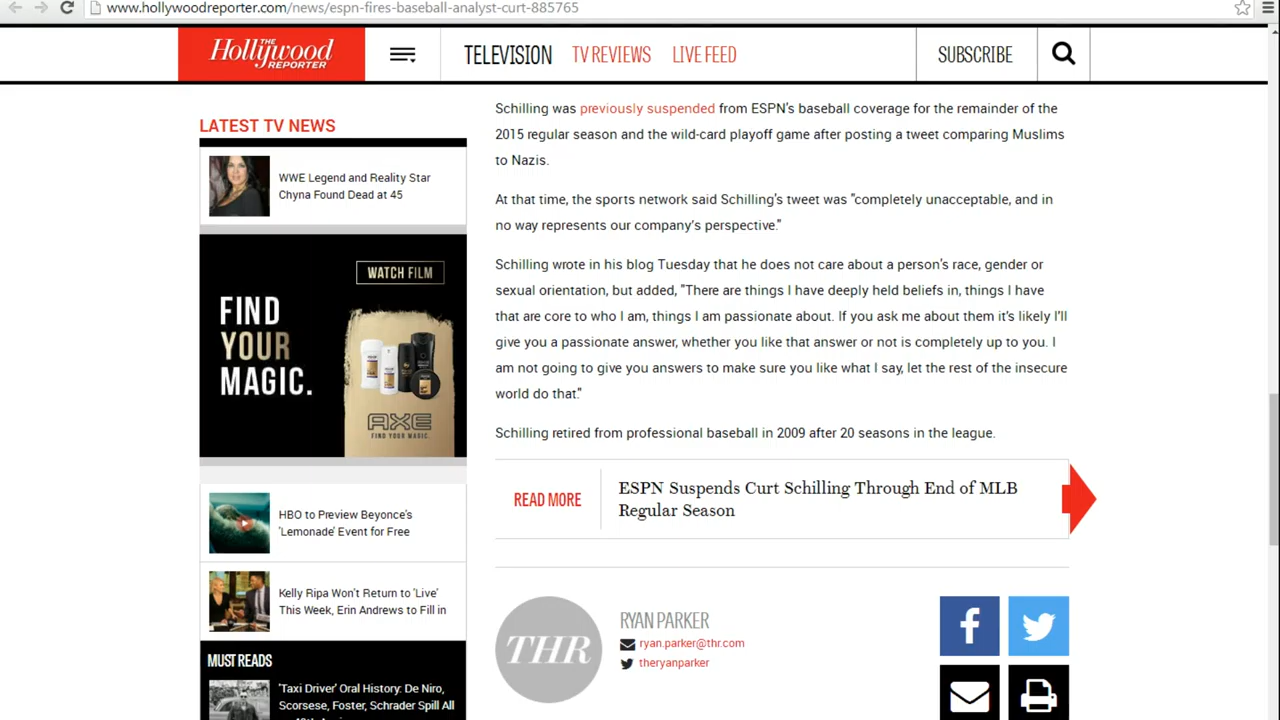 www.hollywoodreporter.com/news/espn-fires-baseball-analyst-curt-885765
THE
Hollywood
REPORTER
TELEVISION
TV REVIEWS
LIVE FEED
SUBSCRIBE
LATEST TV NEWS
WWE Legend and Reality Star
Chyna Found Dead at 45
WATCH FILM
FIND
YOUR
MAGIC.
AXE
FIND YOUR MAGIC.
HBO to Preview Beyonce's
'Lemonade' Event for Free
Kelly Ripa Won't Return to 'Live'
This Week, Erin Andrews to Fill in
MUST READS
'Taxi Driver' Oral History: De Niro,
Scorsese, Foster, Schrader Spill All
Schilling was previously suspended from ESPN's baseball coverage for the remainder of the
2015 regular season and the wild-card playoff game after posting a tweet comparing Muslims
to Nazis.
At that time, the sports network said Schilling's tweet was "completely unacceptable, and in
no way represents our company's perspective."
Schilling wrote in his blog Tuesday that he does not care about a person's race, gender or
sexual orientation, but added, "There are things I have deeply held beliefs in, things I have
that are core to who I am, things I am passionate about. If you ask me about them it's likely I'll
give you a passionate answer, whether you like that answer or not is completely up to you. I
am not going to give you answers to make sure you like what I say, let the rest of the insecure
world do that."
Schilling retired from professional baseball in 2009 after 20 seasons in the league.
READ MORE
ESPN Suspends Curt Schilling Through End of MLB
Regular Season
THR
RYAN PARKER
ryan.parker@thr.com
theryanparker